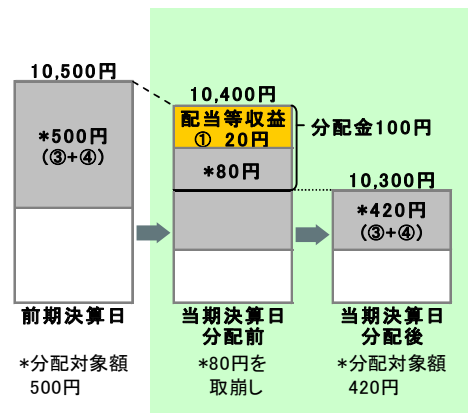 10,500円
*500円
(③+④)
前期決算日
*分配対象額
500円
10,400円
配当等収益
① 20円
*80円
分配金100円
当期決算日
分配前
*80円を
取崩し
10,300円
*420円
(③+④)
当期決算日
分配後
*分配対象額
420円